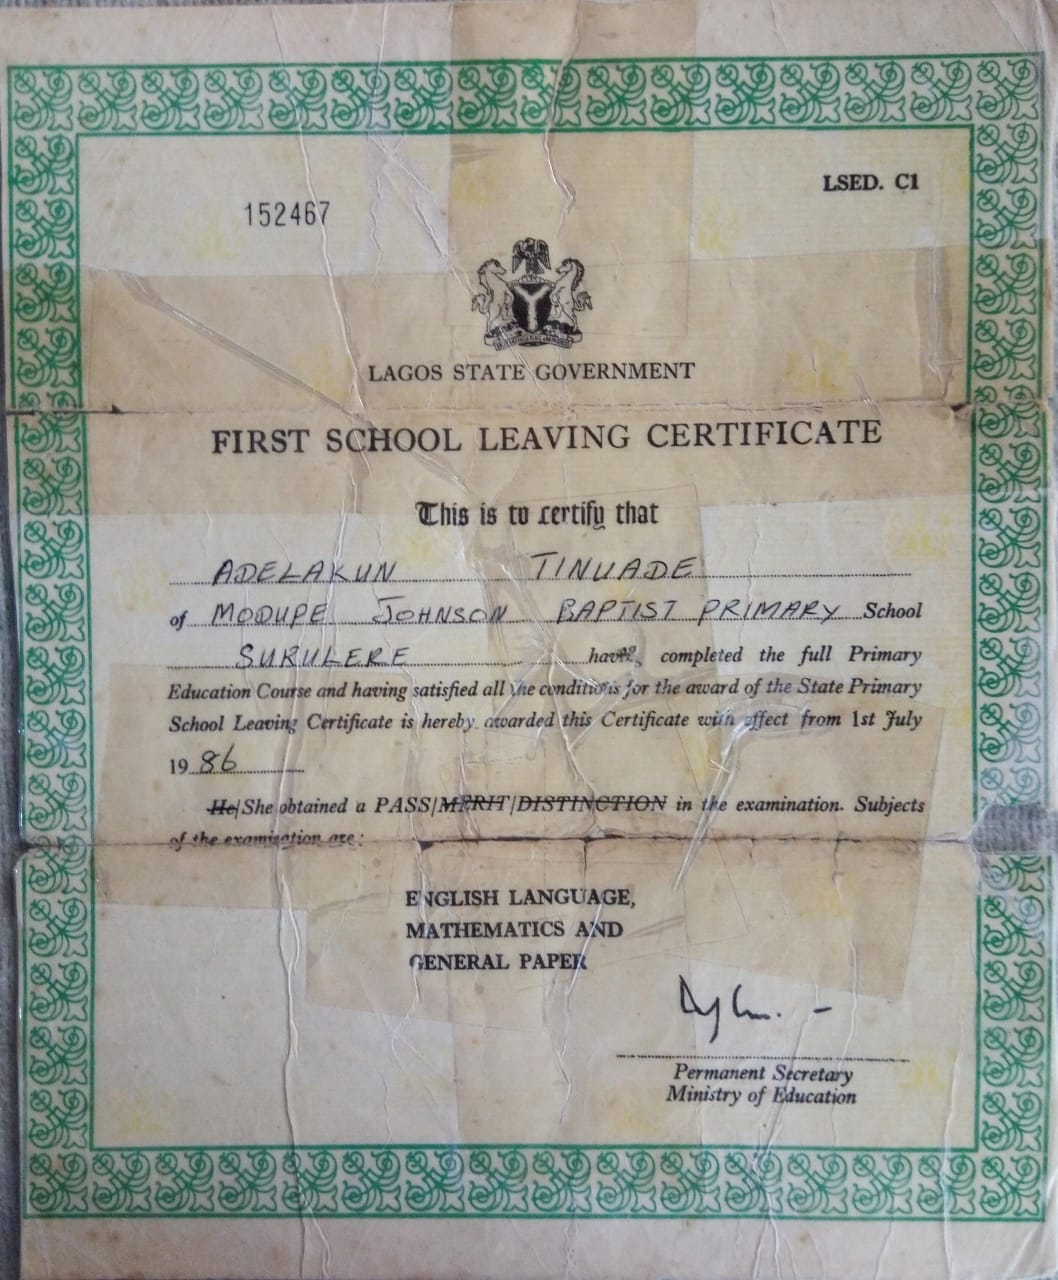 LSED. C1
152467
LAGOS STATE GOVERNMENT
FIRST SCHOOL LEAVING CERTIFICATE
This is to certify that
ADELAKUN TINUADE
of MODUPE JOHNSON BAPTIST PRIMARY School
SURULERE having completed the full Primary
Education Course and having satisfied all the conditions for the award of the State Primary
School Leaving Certificate is hereby awarded this Certificate with effect from 1st July
19 86
He/She obtained a PASS/MERIT/DISTINCTION in the examination. Subjects
of the examination are:
ENGLISH LANGUAGE,
MATHEMATICS AND
GENERAL PAPER
Permanent Secretary
Ministry of Education